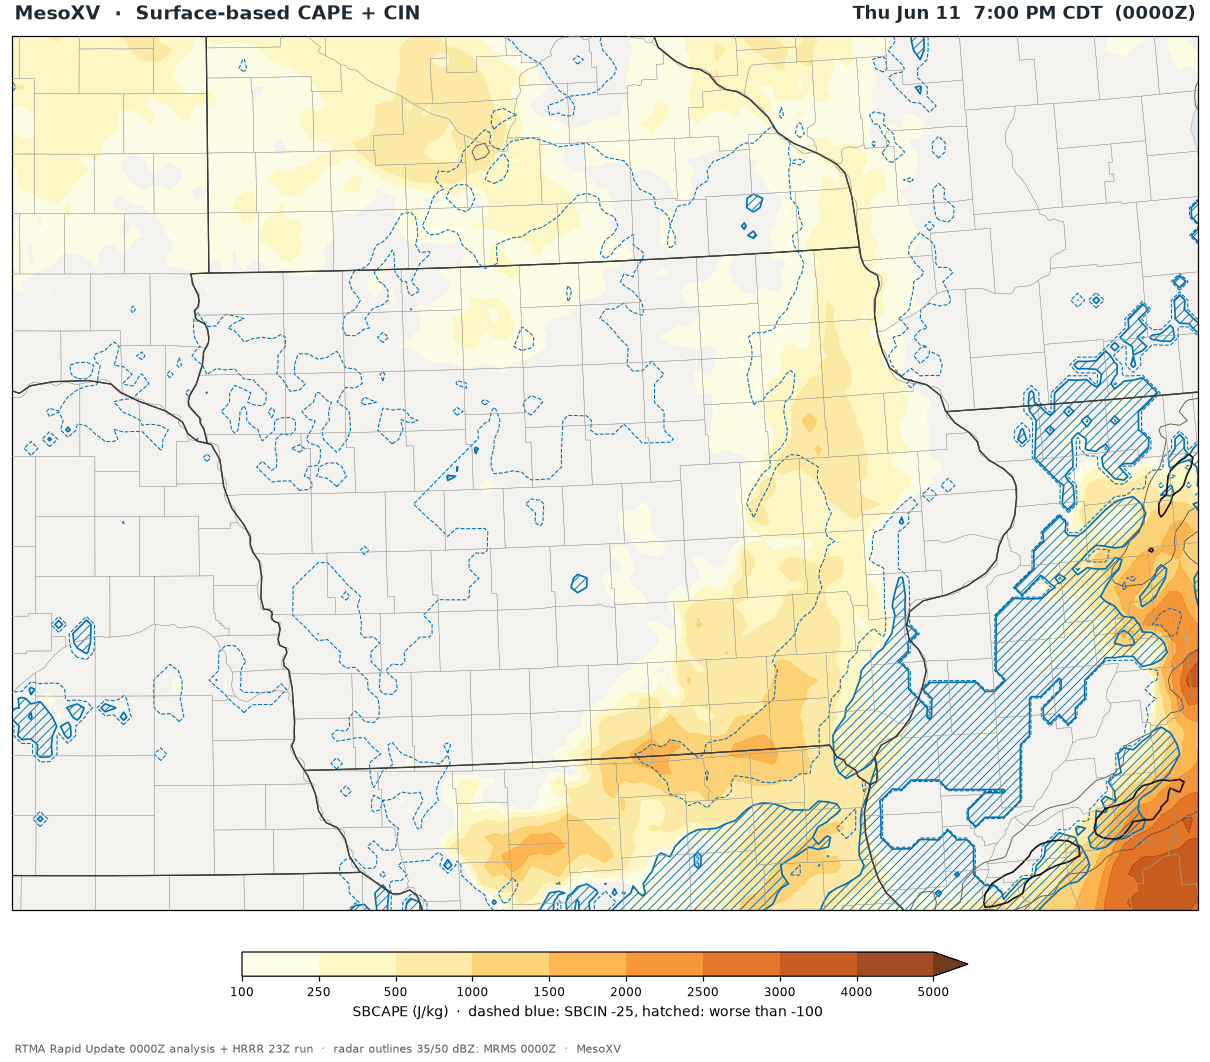 MesoXV · Surface-based CAPE + CIN
Thu Jun 11 7:00 PM CDT (0000Z)
100 250 500 1000 1500 2000 2500 3000 4000 5000
SBCAPE (J/kg) · dashed blue: SBCIN -25, hatched: worse than -100
RTMA Rapid Update 0000Z analysis + HRRR 23Z run · radar outlines 35/50 dBZ: MRMS 0000Z · MesoXV